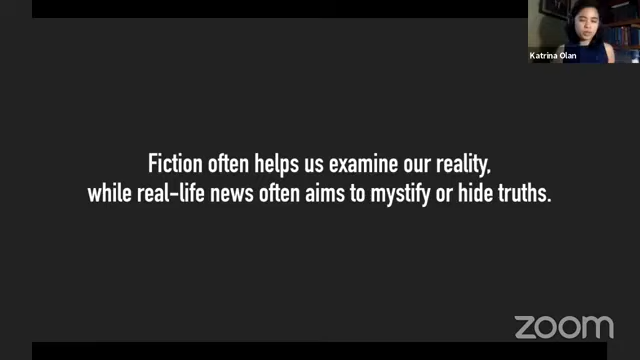 Katrina Olan
Fiction often helps us examine our reality,
while real-life news often aims to mystify or hide truths.
zoom